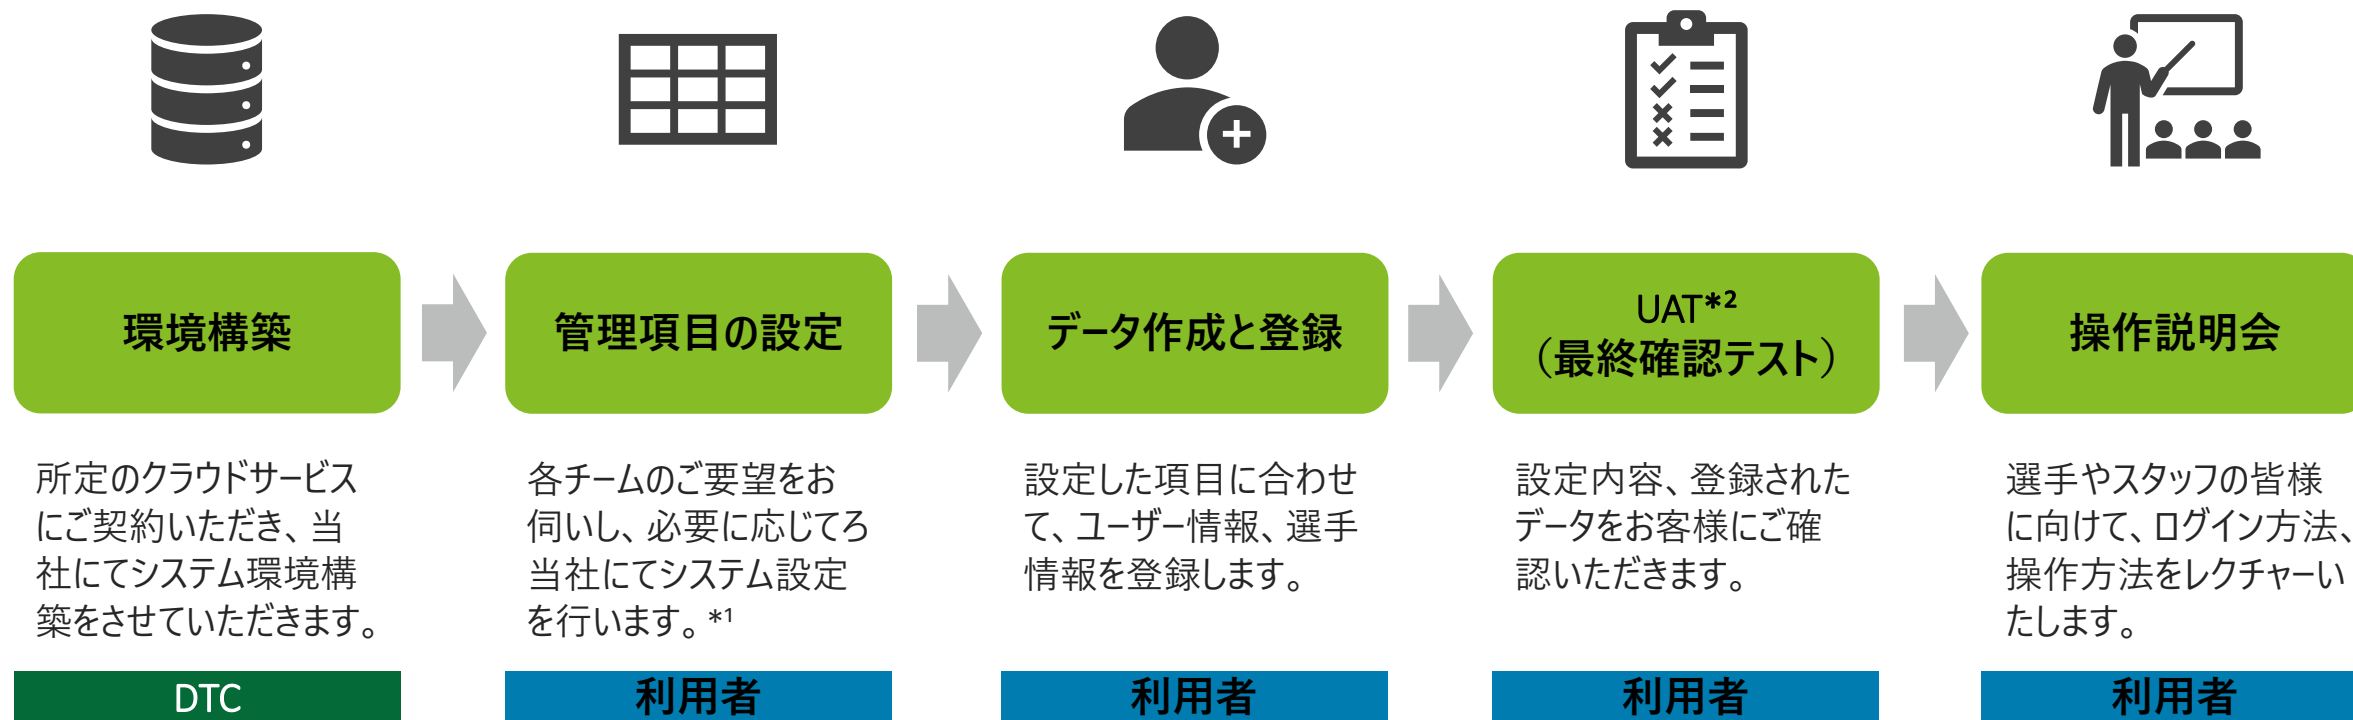 環境構築
管理項目の設定
データ作成と登録
UAT*²
（最終確認テスト）
操作説明会
所定のクラウドサービス
にご契約いただき、当
社にてシステム環境構
築をさせていただきます。
各チームのご要望をお
伺いし、必要に応じてろ
当社にてシステム設定
を行います。*¹
設定した項目に合わせ
て、ユーザー情報、選手
情報を登録します。
設定内容、登録された
データをお客様にご確
認いただきます。
選手やスタッフの皆様
に向けて、ログイン方法、
操作方法をレクチャーい
たします。
DTC
利用者
利用者
利用者
利用者